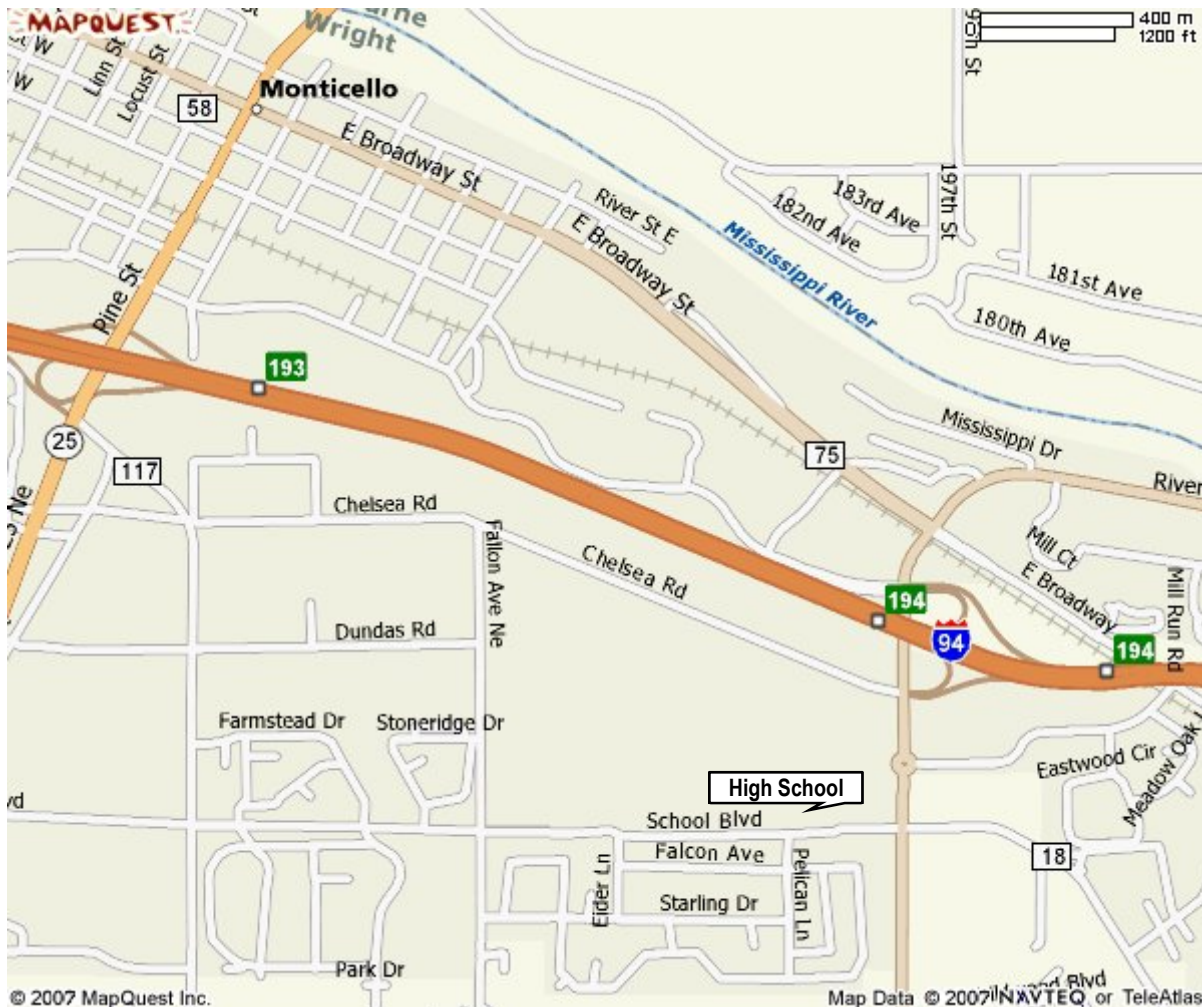 MAPQUEST
400 m
1200 ft
Wright
W
Linn St
Locust St
W
58
Monticello
E Broadway St
River St E
183rd Ave
182nd Ave
197th St
Mississippi River
E Broadway St
181st Ave
180th Ave
Pine St
193
25
117
Mississippi Dr
75
River
Chelsea Rd
Fallon Ave Ne
Chelsea Rd
Mill Ct
E Broadway
Mill Run Rd
194
94
194
Ne
Dundas Rd
Farmstead Dr
Stoneridge Dr
Eastwood Cir
Meadow Oak
High School
School Blvd
Falcon Ave
Eider Ln
Pelican Ln
18
Starling Dr
Park Dr
Blvd
© 2007 MapQuest Inc.
Map Data © 2007 NAVTEQ or TeleAtlas